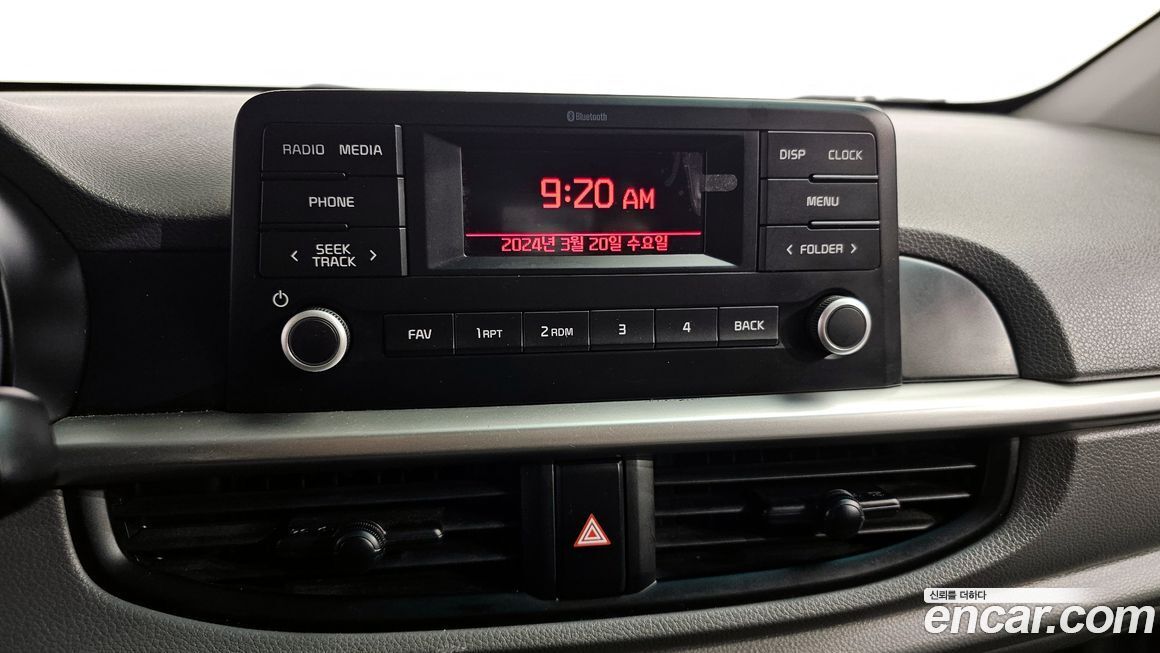 Bluetooth
RADIO MEDIA
DISP CLOCK
9:20 AM
PHONE
MENU
2024년 3월 20일 수요일
< SEEK TRACK >
< FOLDER >
FAV 1 RPT 2 RDM 3 4 BACK
신뢰를 더하다
encar.com